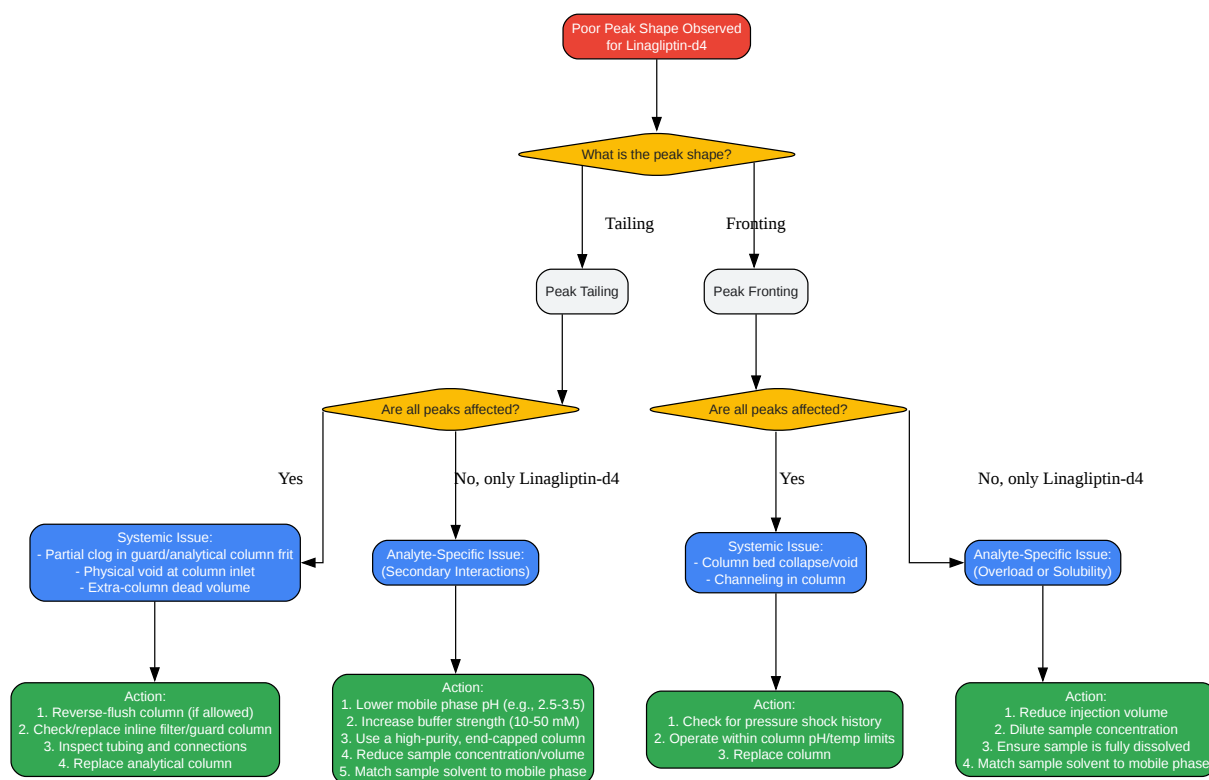 Poor Peak Shape Observed
for Linagliptin-d4
What is the peak shape?
Tailing
Fronting
Peak Tailing
Peak Fronting
Are all peaks affected?
Are all peaks affected?
Yes
No, only Linagliptin-d4
Yes
No, only Linagliptin-d4
Systemic Issue:
- Partial clog in guard/analytical column frit
- Physical void at column inlet
- Extra-column dead volume
Analyte-Specific Issue:
(Secondary Interactions)
Systemic Issue:
- Column bed collapse/void
- Channeling in column
Analyte-Specific Issue:
(Overload or Solubility)
Action:
1. Reverse-flush column (if allowed)
2. Check/replace inline filter/guard column
3. Inspect tubing and connections
4. Replace analytical column
Action:
1. Lower mobile phase pH (e.g., 2.5-3.5)
2. Increase buffer strength (10-50 mM)
3. Use a high-purity, end-capped column
4. Reduce sample concentration/volume
5. Match sample solvent to mobile phase
Action:
1. Check for pressure shock history
2. Operate within column pH/temp limits
3. Replace column
Action:
1. Reduce injection volume
2. Dilute sample concentration
3. Ensure sample is fully dissolved
4. Match sample solvent to mobile phase